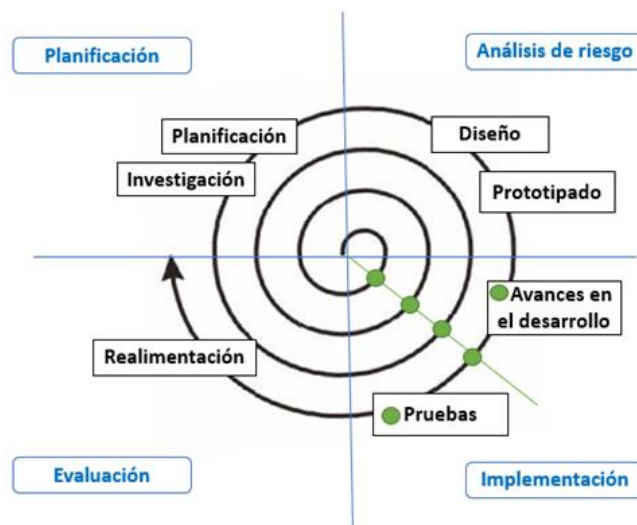 Planificación
Análisis de riesgo
Planificación
Diseño
Investigación
Prototipado
Avances en
el desarrollo
Realimentación
Pruebas
Evaluación
Implementación